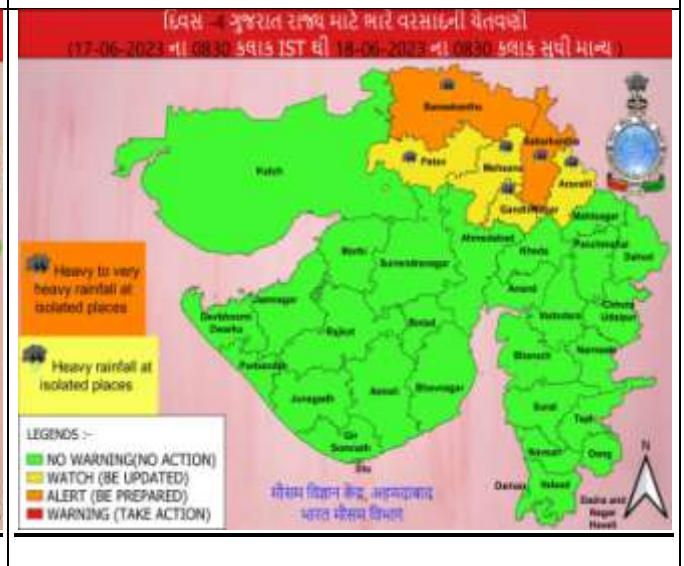 દિવસ -4 ગુજરાત રાજ્ય માટે ભારે વરસાદની ચેતવણી
(17-06-2023 ના 0830 કલાક IST થી 18-06-2023 ના 0830 કલાક સુધી માન્ય )
Banaskantha
Sabarkantha
Patan
Mehsana
Aravalli
Kutch
Gandhinagar
Mahisagar
Ahmedabad
Kheda
Panchmahal
Dahod
Morbi
Surendranagar
Anand
Heavy to very
heavy rainfall at
isolated places
Jamnagar
Devbhoomi
Dwarka
Rajkot
Botad
Vadodara
Chhota
Udaipur
Porbandar
Bharuch
Narmada
Heavy rainfall at
isolated places
Junagadh
Amreli
Bhavnagar
Surat
Tapi
LEGENDS :-
NO WARNING(NO ACTION)
WATCH (BE UPDATED)
ALERT (BE PREPARED)
WARNING (TAKE ACTION)
Gir
Somnath
Diu
Navsari
Dang
N
Daman
Valsad
Dadra and
Nagar
Haveli
मौसम विज्ञान केंद्र, अहमदाबाद
भारत मौसम विभाग